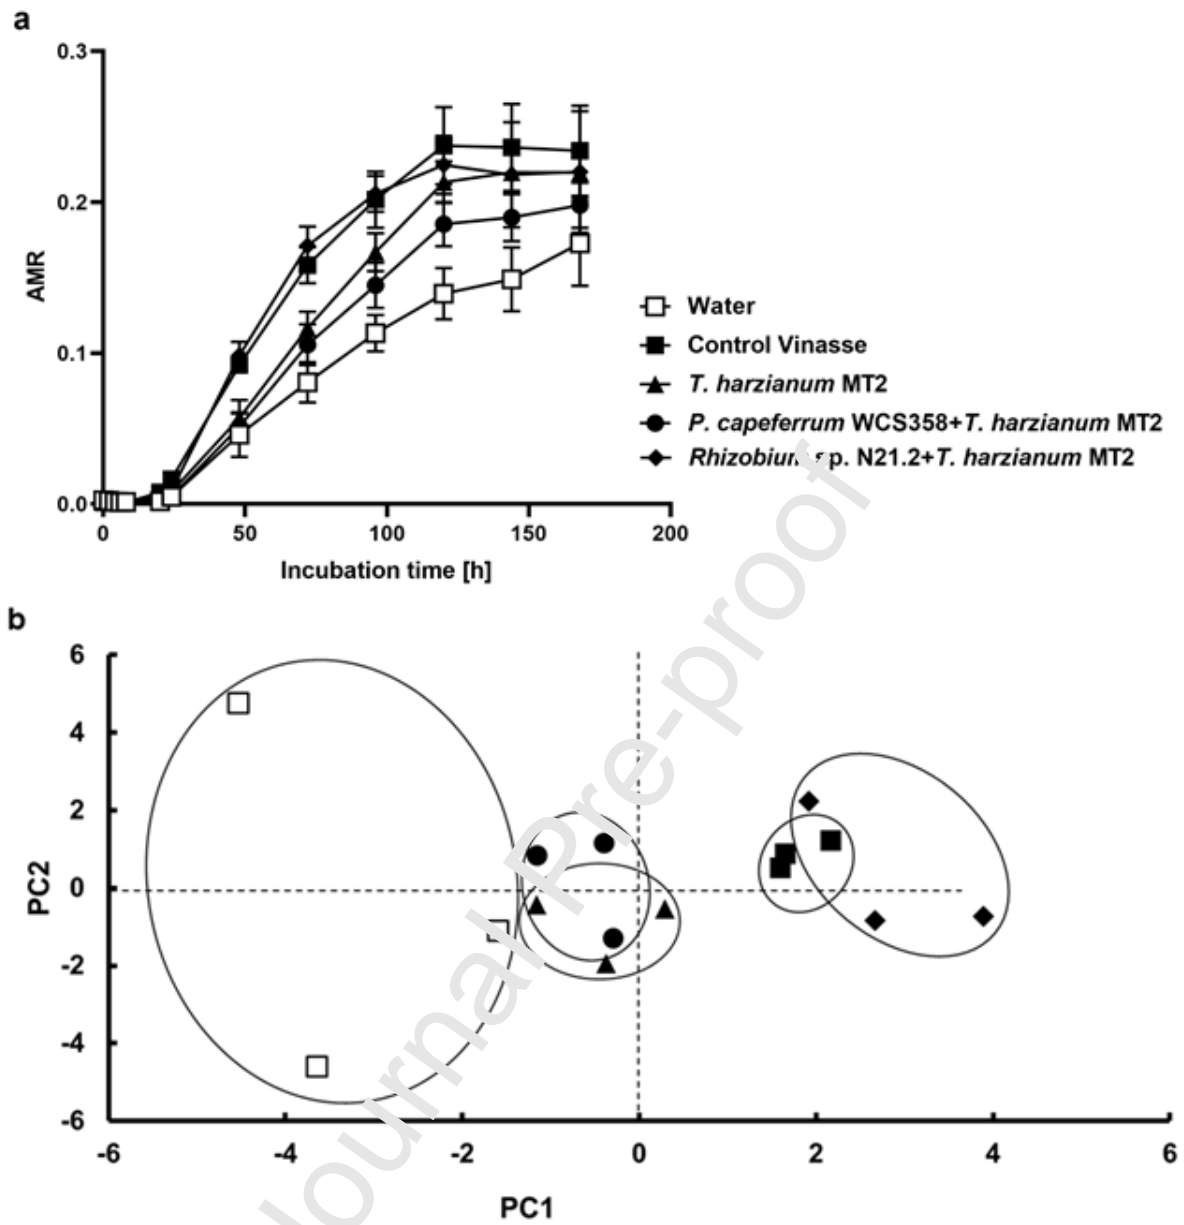 a
0.3
0.2
0.1
0.0
AMR
0
50
100
150
200
Incubation time [h]
Water
Control Vinasse
T. harzianum MT2
P. capeferrum WCS358+T. harzianum MT2
Rhizobium sp. N21.2+T. harzianum MT2
b
6
4
2
0
-2
-4
-6
PC2
-6
-4
-2
0
2
4
6
PC1
Journal Pre-proof